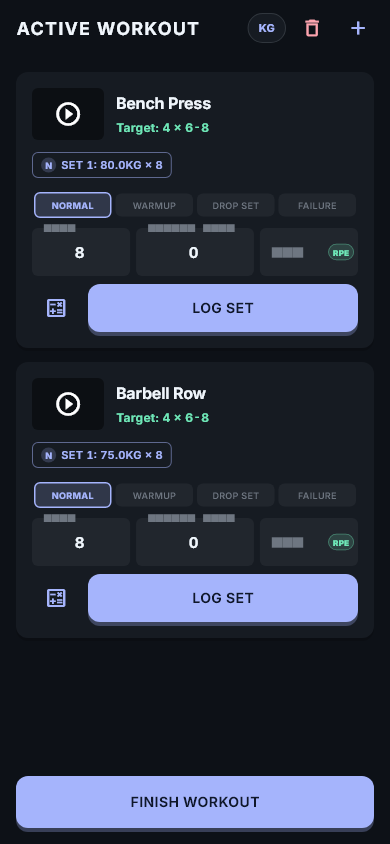 ACTIVE WORKOUT KG
Bench Press
Target: 4 × 6-8
N SET 1: 80.0KG × 8
NORMAL WARMUP DROP SET FAILURE
8 0 RPE
LOG SET
Barbell Row
Target: 4 × 6-8
N SET 1: 75.0KG × 8
NORMAL WARMUP DROP SET FAILURE
8 0 RPE
LOG SET
FINISH WORKOUT